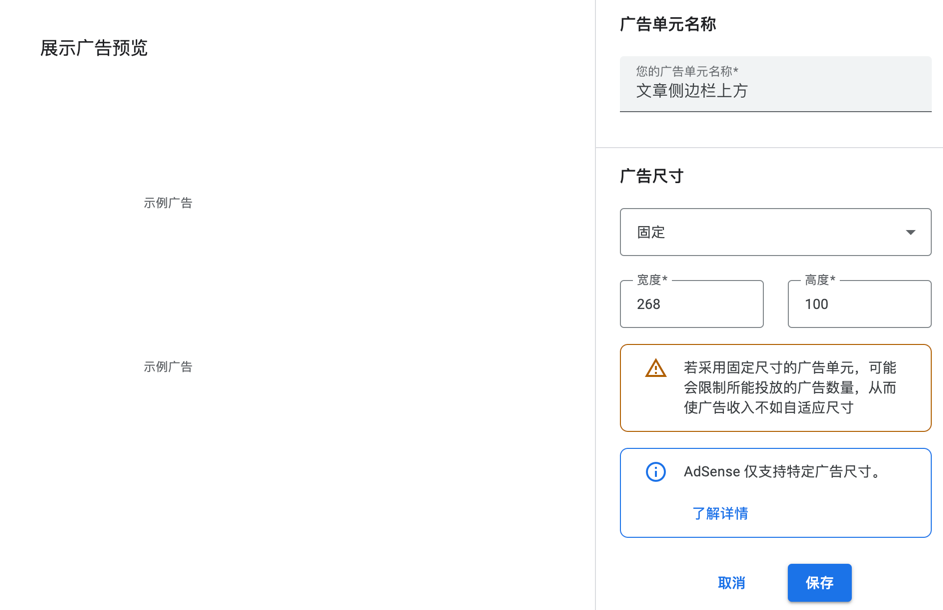 展示广告预览
示例广告
示例广告
广告单元名称
您的广告单元名称*
文章侧边栏上方
广告尺寸
固定
宽度*
268
高度*
100
若采用固定尺寸的广告单元，可能
会限制所能投放的广告数量，从而
使广告收入不如自适应尺寸
AdSense 仅支持特定广告尺寸。
了解详情
取消
保存